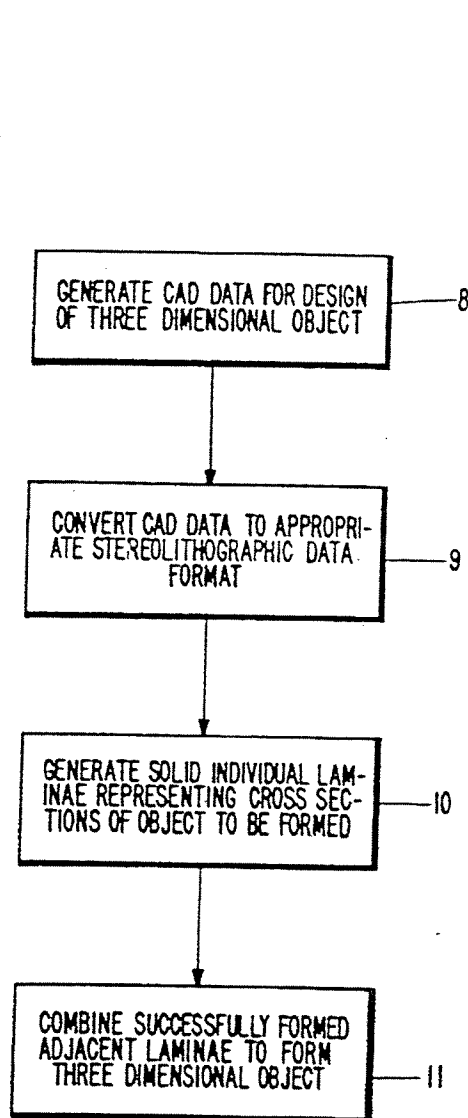 GENERATE CAD DATA FOR DESIGN
OF THREE DIMENSIONAL OBJECT
8
CONVERT CAD DATA TO APPROPRI-
ATE STEREOLITHOGRAPHIC DATA
FORMAT
9
GENERATE SOLID INDIVIDUAL LAM-
INAE REPRESENTING CROSS SEC-
TIONS OF OBJECT TO BE FORMED
10
COMBINE SUCCESSFULLY FORMED
ADJACENT LAMINAE TO FORM
THREE DIMENSIONAL OBJECT
11